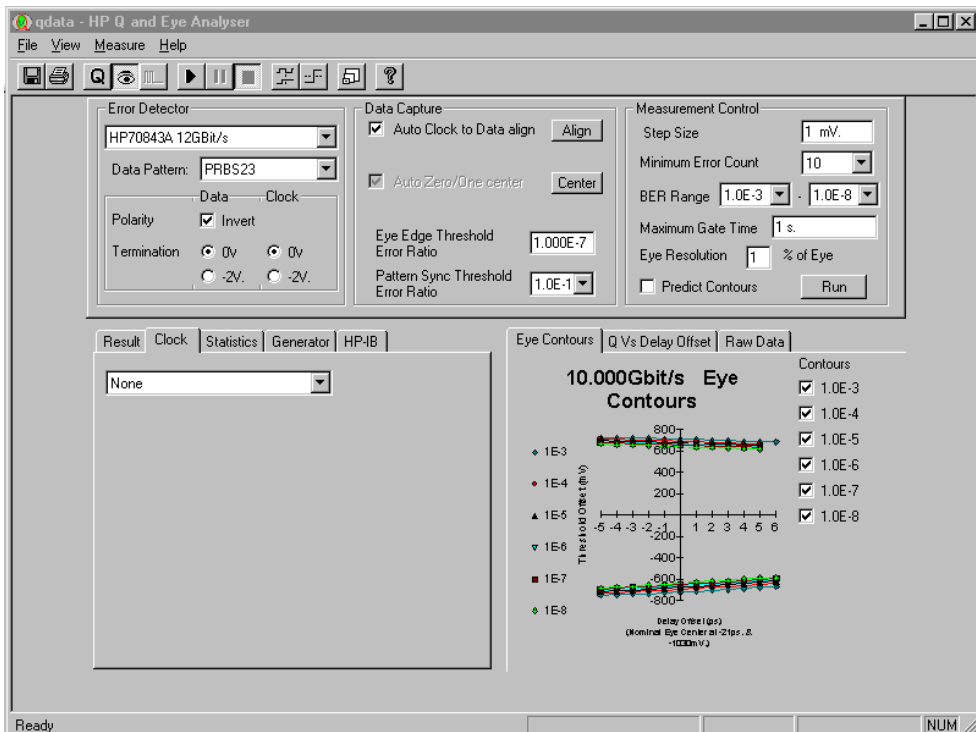 qdata - HP Q and Eye Analyser
File View Measure Help
Q
Error Detector
HP70843A 12GBit/s
Data Pattern: PRBS23
Data Clock
Polarity Invert
Termination 0v 0v
-2V. -2V.
Data Capture
Auto Clock to Data align Align
Auto Zero/One center Center
Eye Edge Threshold
Error Ratio
1.000E-7
Pattern Sync Threshold
Error Ratio
1.0E-1
Measurement Control
Step Size 1 mV.
Minimum Error Count 10
BER Range 1.0E-3 - 1.0E-8
Maximum Gate Time 1 s.
Eye Resolution 1 % of Eye
Predict Contours Run
Result Clock Statistics Generator HP-IB
None
Eye Contours Q Vs Delay Offset Raw Data
10.000Gbit/s Eye
Contours
1E-3
1E-4
1E-5
1E-6
1E-7
1E-8
Threshold Offset (mV)
800
600
400
200
-5 -4 -3 -2 -1 1 2 3 4 5 6
-200
-400
-600
-800
Delay Offset (ps)
(Nominal Eye Center at -21ps. &
-1030mV.)
Contours
1.0E-3
1.0E-4
1.0E-5
1.0E-6
1.0E-7
1.0E-8
Ready NUM